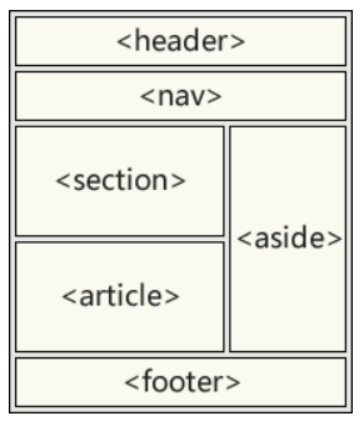 <header>
<nav>
<section>
<aside>
<article>
<footer>